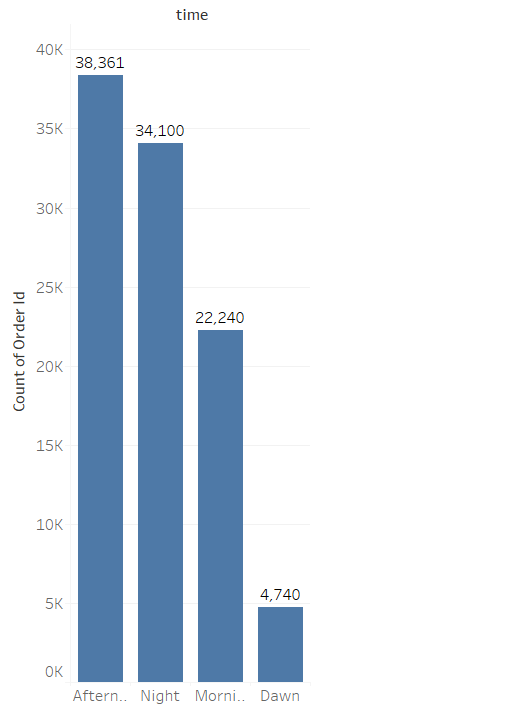 time
Count of Order Id
40K
35K
30K
25K
20K
15K
10K
5K
0K
38,361
34,100
22,240
4,740
Aftern.. Night Morni.. Dawn